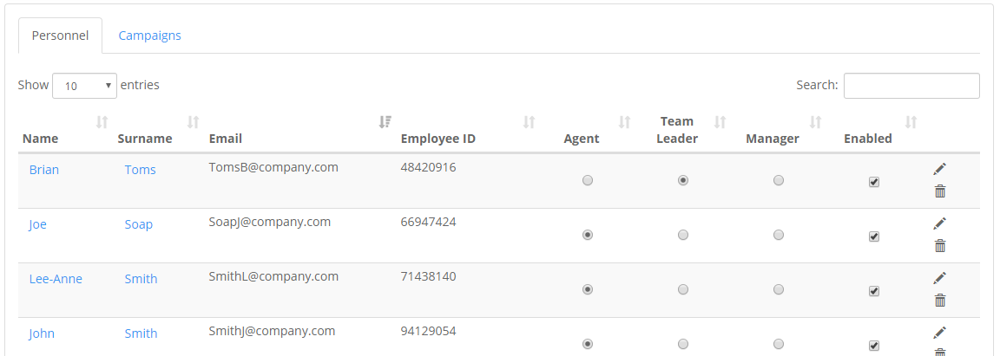 Personnel Campaigns
Show 10 entries Search:
Team
Name Surname Email Employee ID Agent Leader Manager Enabled
Brian Toms TomsB@company.com 48420916
Joe Soap SoapJ@company.com 66947424
Lee-Anne Smith SmithL@company.com 71438140
John Smith SmithJ@company.com 94129054